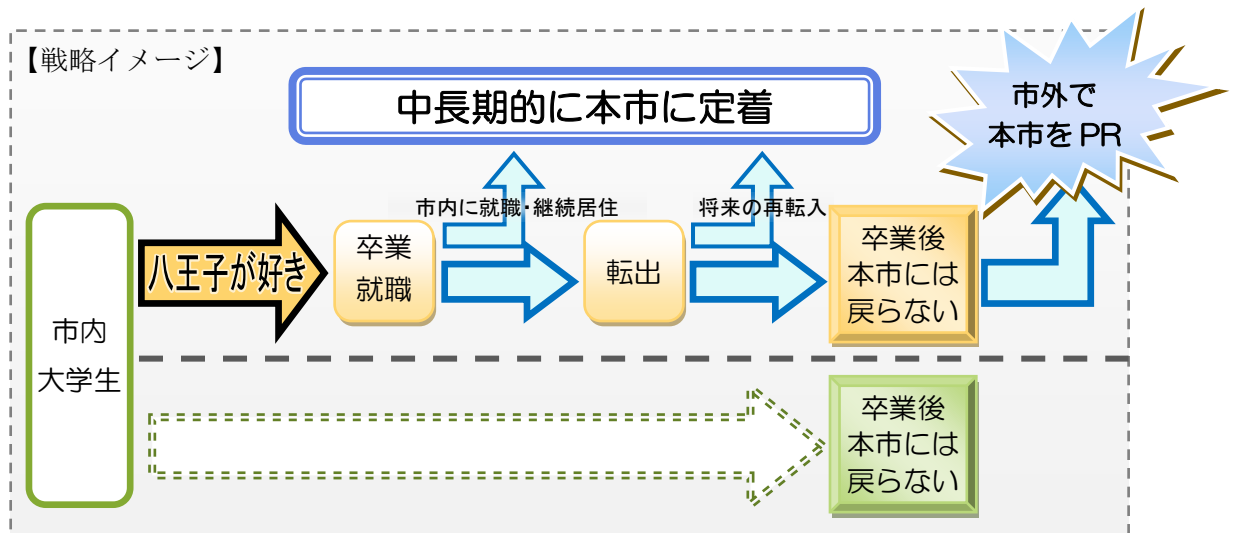 【戦略イメージ】
中長期的に本市に定着
市外で
本市をPR
市内に就職・継続居住
将来の再転入
市内
大学生
八王子が好き
卒業
就職
転出
卒業後
本市には
戻らない
卒業後
本市には
戻らない